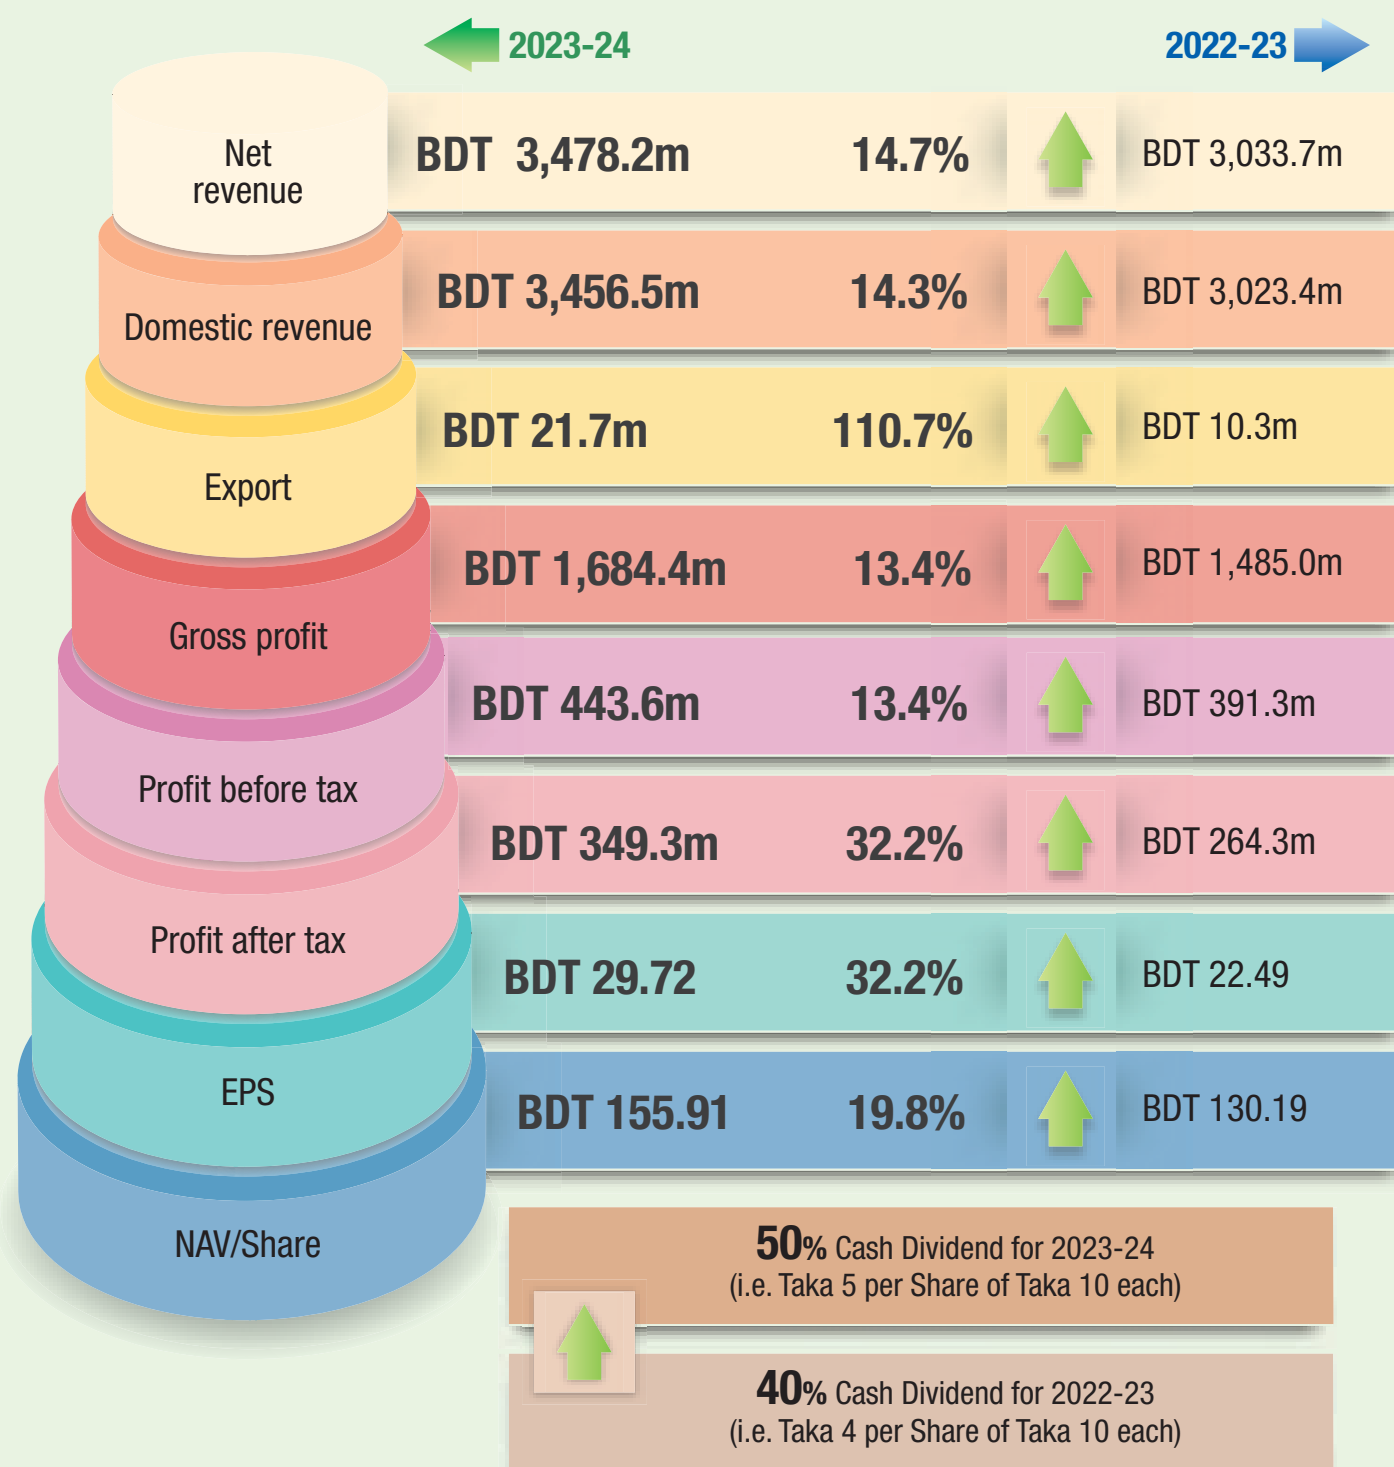 2023-24
2022-23
Net
revenue
BDT 3,478.2m
14.7%
BDT 3,033.7m
Domestic revenue
BDT 3,456.5m
14.3%
BDT 3,023.4m
Export
BDT 21.7m
110.7%
BDT 10.3m
Gross profit
BDT 1,684.4m
13.4%
BDT 1,485.0m
Profit before tax
BDT 443.6m
13.4%
BDT 391.3m
Profit after tax
BDT 349.3m
32.2%
BDT 264.3m
EPS
BDT 29.72
32.2%
BDT 22.49
NAV/Share
BDT 155.91
19.8%
BDT 130.19
50% Cash Dividend for 2023-24
(i.e. Taka 5 per Share of Taka 10 each)
40% Cash Dividend for 2022-23
(i.e. Taka 4 per Share of Taka 10 each)